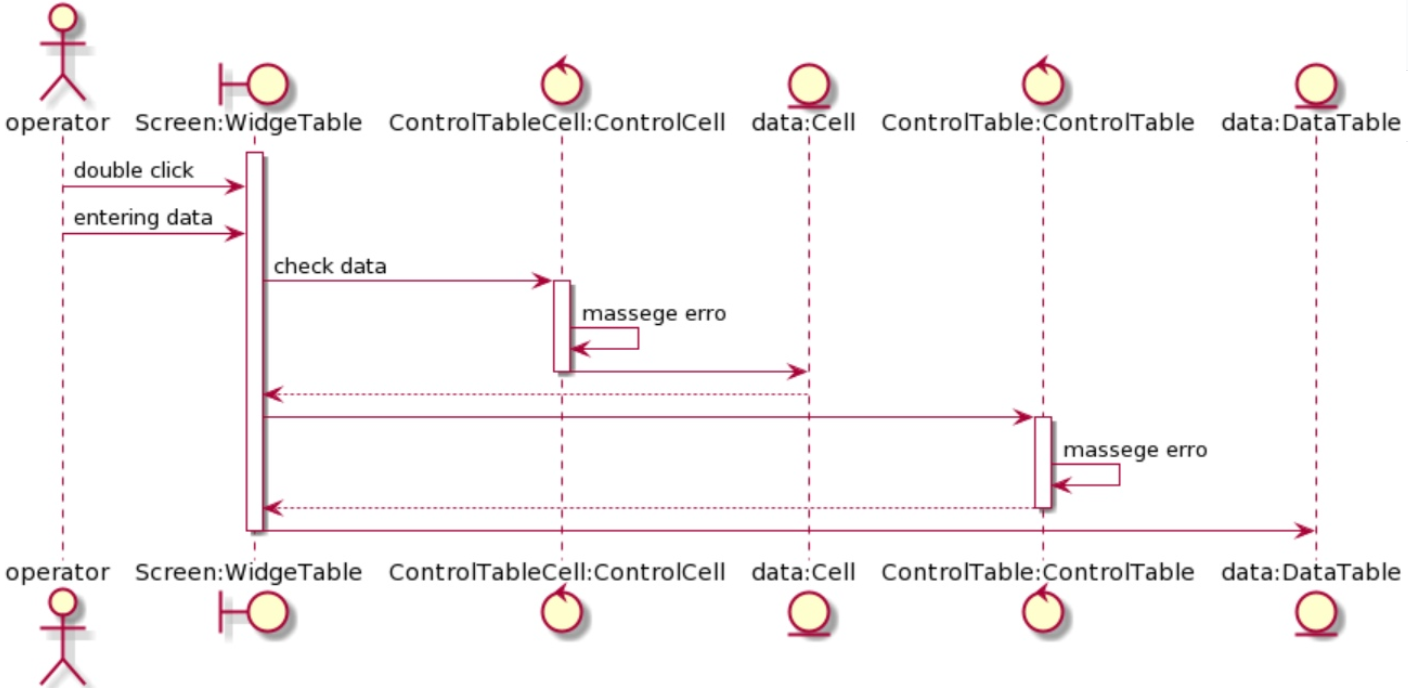 operator Screen:WidgeTable ControlTableCell:ControlCell data:Cell ControlTable:ControlTable data:DataTable
double click
entering data
check data
massege erro
massege erro
operator Screen:WidgeTable ControlTableCell:ControlCell data:Cell ControlTable:ControlTable data:DataTable